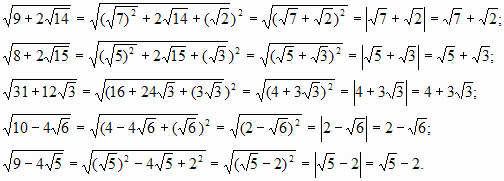 √(9 + 2√14) = √((√7)² + 2√14 + (√2)²) = √((√7 + √2)²) = |√7 + √2| = √7 + √2;
√(8 + 2√15) = √((√5)² + 2√15 + (√3)²) = √((√5 + √3)²) = |√5 + √3| = √5 + √3;
√(31 + 12√3) = √((16 + 24√3 + (3√3)²) = √((4 + 3√3)²) = |4 + 3√3| = 4 + 3√3;
√(10 − 4√6) = √((4 − 4√6 + (√6)²) = √((2 − √6)²) = |2 − √6| = 2 − √6;
√(9 − 4√5) = √((√5)² − 4√5 + 2²) = √((√5 − 2)²) = |√5 − 2| = √5 − 2.